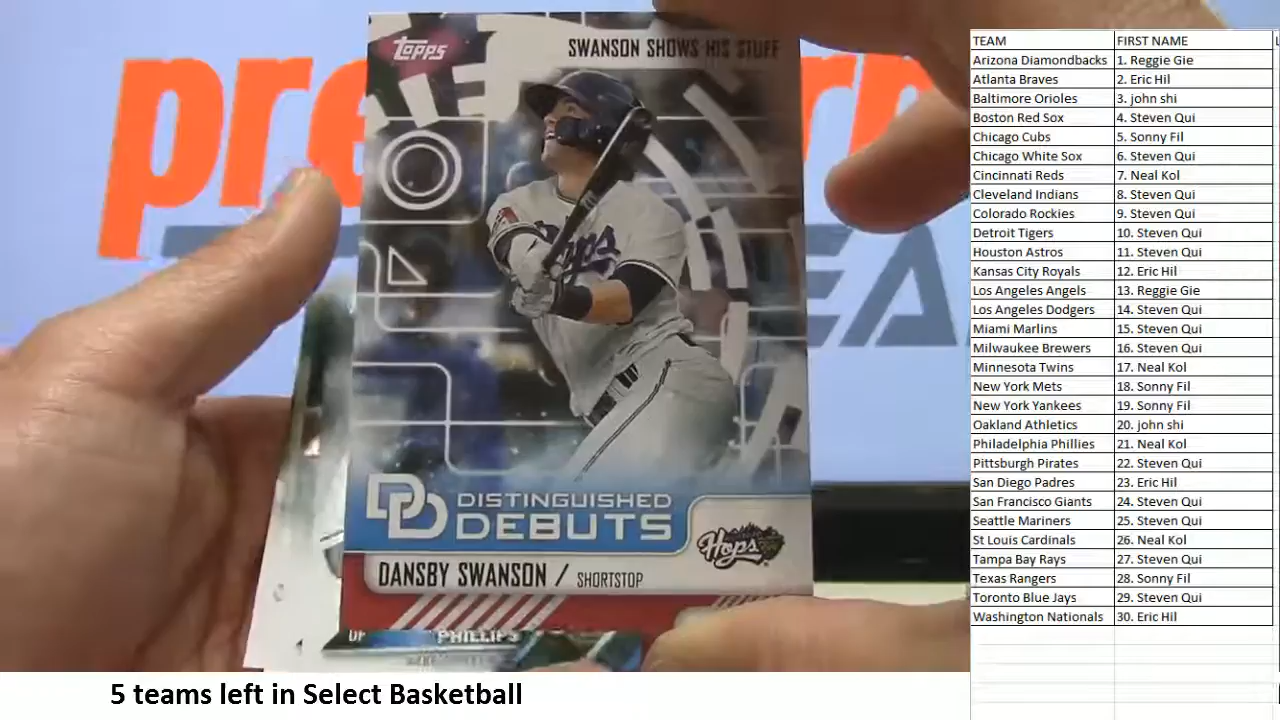 Topps
SWANSON SHOWS HIS STUFF
Hops
DD
DISTINGUISHED
DEBUTS
Hops
DANSBY SWANSON / SHORTSTOP
PHILLIPS
TEAM FIRST NAME
Arizona Diamondbacks 1. Reggie Gie
Atlanta Braves 2. Eric Hil
Baltimore Orioles 3. john shi
Boston Red Sox 4. Steven Qui
Chicago Cubs 5. Sonny Fil
Chicago White Sox 6. Steven Qui
Cincinnati Reds 7. Neal Kol
Cleveland Indians 8. Steven Qui
Colorado Rockies 9. Steven Qui
Detroit Tigers 10. Steven Qui
Houston Astros 11. Steven Qui
Kansas City Royals 12. Eric Hil
Los Angeles Angels 13. Reggie Gie
Los Angeles Dodgers 14. Steven Qui
Miami Marlins 15. Steven Qui
Milwaukee Brewers 16. Steven Qui
Minnesota Twins 17. Neal Kol
New York Mets 18. Sonny Fil
New York Yankees 19. Sonny Fil
Oakland Athletics 20. john shi
Philadelphia Phillies 21. Neal Kol
Pittsburgh Pirates 22. Steven Qui
San Diego Padres 23. Eric Hil
San Francisco Giants 24. Steven Qui
Seattle Mariners 25. Steven Qui
St Louis Cardinals 26. Neal Kol
Tampa Bay Rays 27. Steven Qui
Texas Rangers 28. Sonny Fil
Toronto Blue Jays 29. Steven Qui
Washington Nationals 30. Eric Hil
5 teams left in Select Basketball